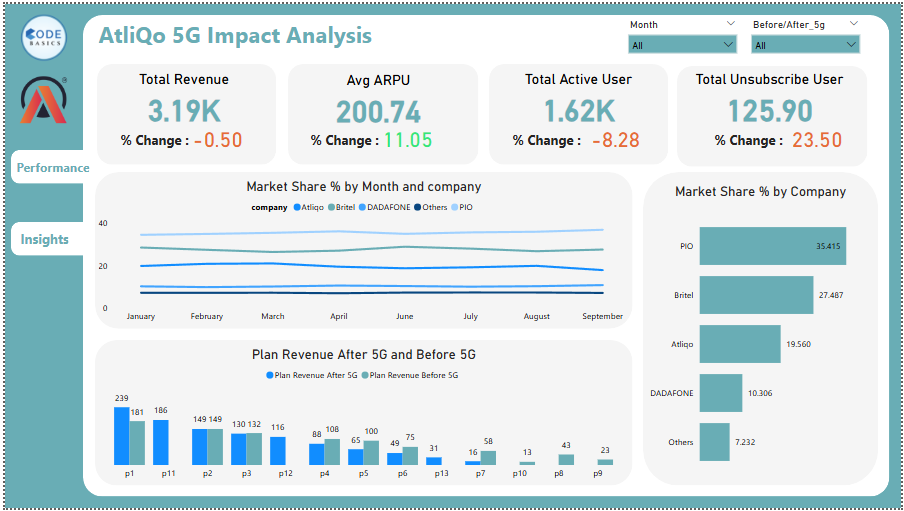 CODE
BASICS
AtliQo 5G Impact Analysis
Month
Before/After_5g
All
All
Total Revenue
3.19K
% Change : -0.50
Avg ARPU
200.74
% Change : 11.05
Total Active User
1.62K
% Change : -8.28
Total Unsubscribe User
125.90
% Change : 23.50
Performance
Insights
Market Share % by Month and company
company Atliqo Britel DADAFONE Others PIO
40
20
0
January February March April June July August September
Market Share % by Company
PIO 35.415
Britel 27.487
Atliqo 19.560
DADAFONE 10.306
Others 7.232
Plan Revenue After 5G and Before 5G
Plan Revenue After 5G Plan Revenue Before 5G
239 181 186 149 149 130 132 116 88 108 65 100 49 75 31 16 58 13 43 23
p1 p11 p2 p3 p12 p4 p5 p6 p13 p7 p10 p8 p9